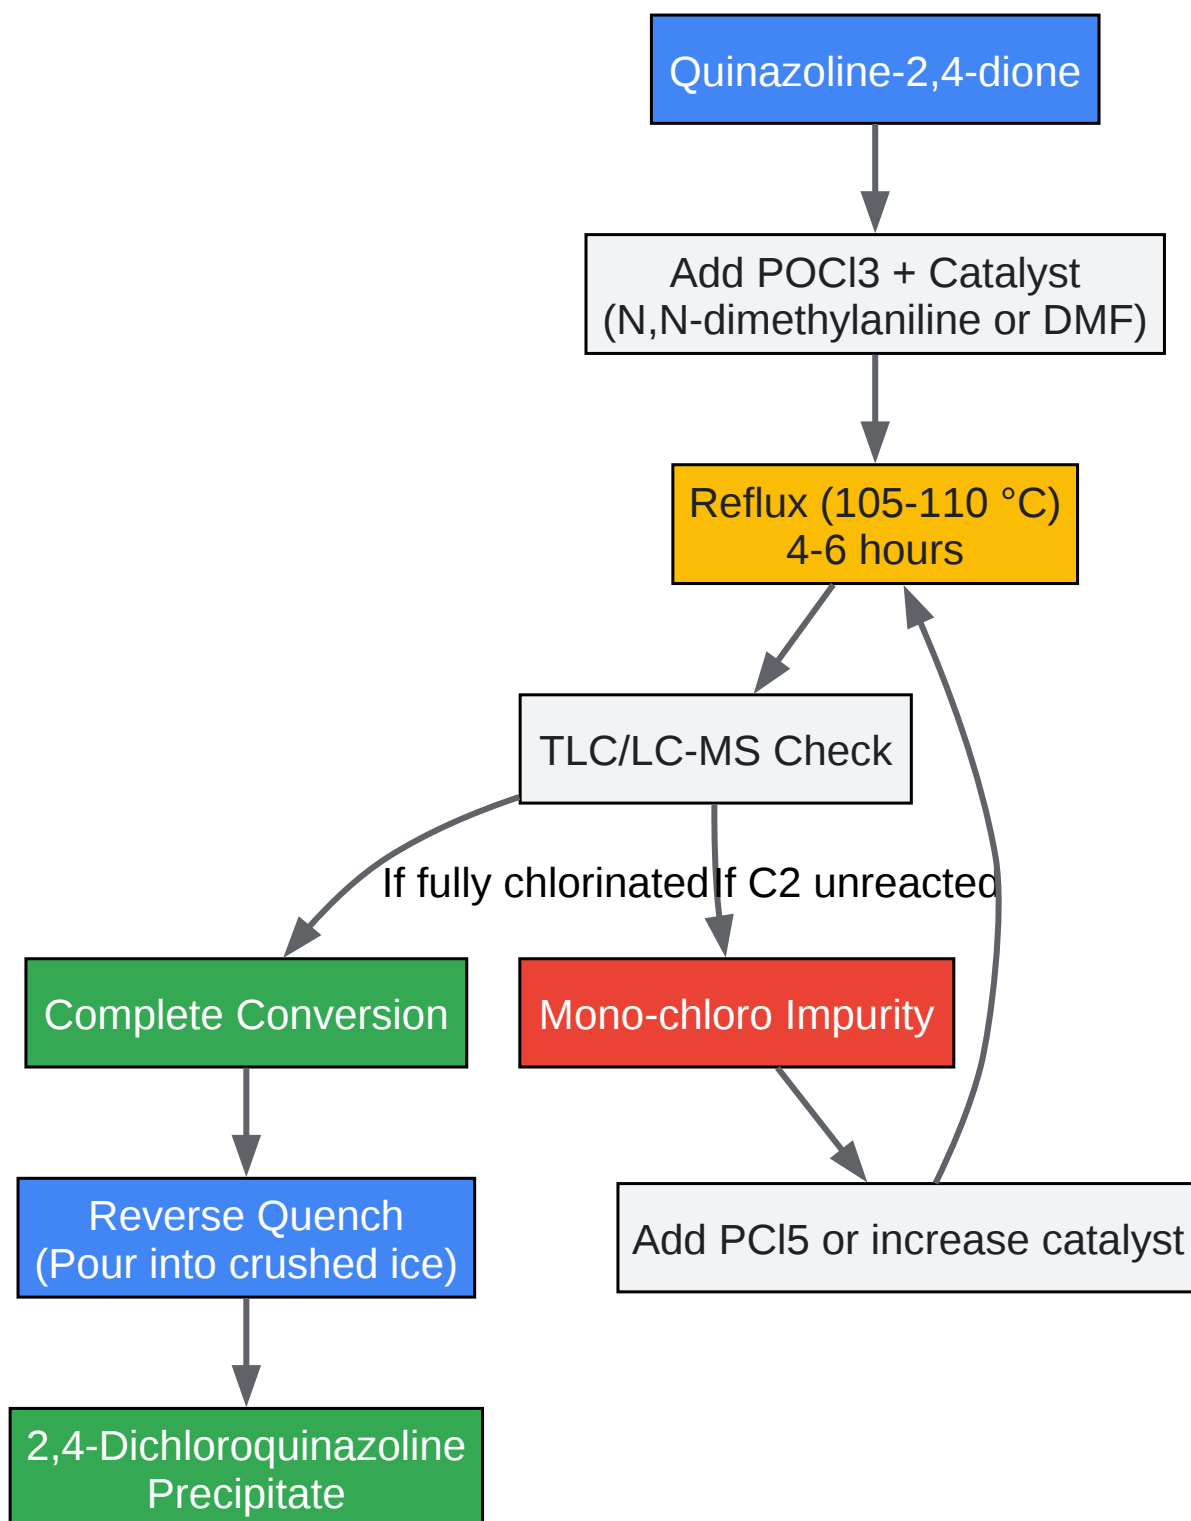 Quinazoline-2,4-dione
Add POCl3 + Catalyst
(N,N-dimethylaniline or DMF)
Reflux (105-110 °C)
4-6 hours
TLC/LC-MS Check
If fully chlorinated
If C2 unreacted
Complete Conversion
Mono-chloro Impurity
Reverse Quench
(Pour into crushed ice)
Add PCl5 or increase catalyst
2,4-Dichloroquinazoline
Precipitate